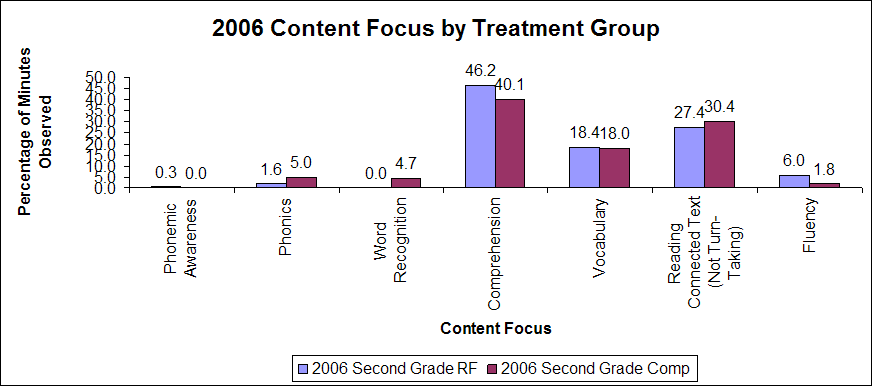 2006 Content Focus by Treatment Group
Percentage of Minutes
Observed
50.0
45.0
40.0
35.0
30.0
25.0
20.0
15.0
10.0
5.0
0.0
0.3 0.0
1.6 5.0
0.0 4.7
46.2 40.1
18.4 18.0
27.4 30.4
6.0 1.8
Phonemic
Awareness
Phonics
Word
Recognition
Comprehension
Vocabulary
Reading
Connected Text
(Not Turn-
Taking)
Fluency
Content Focus
2006 Second Grade RF 2006 Second Grade Comp